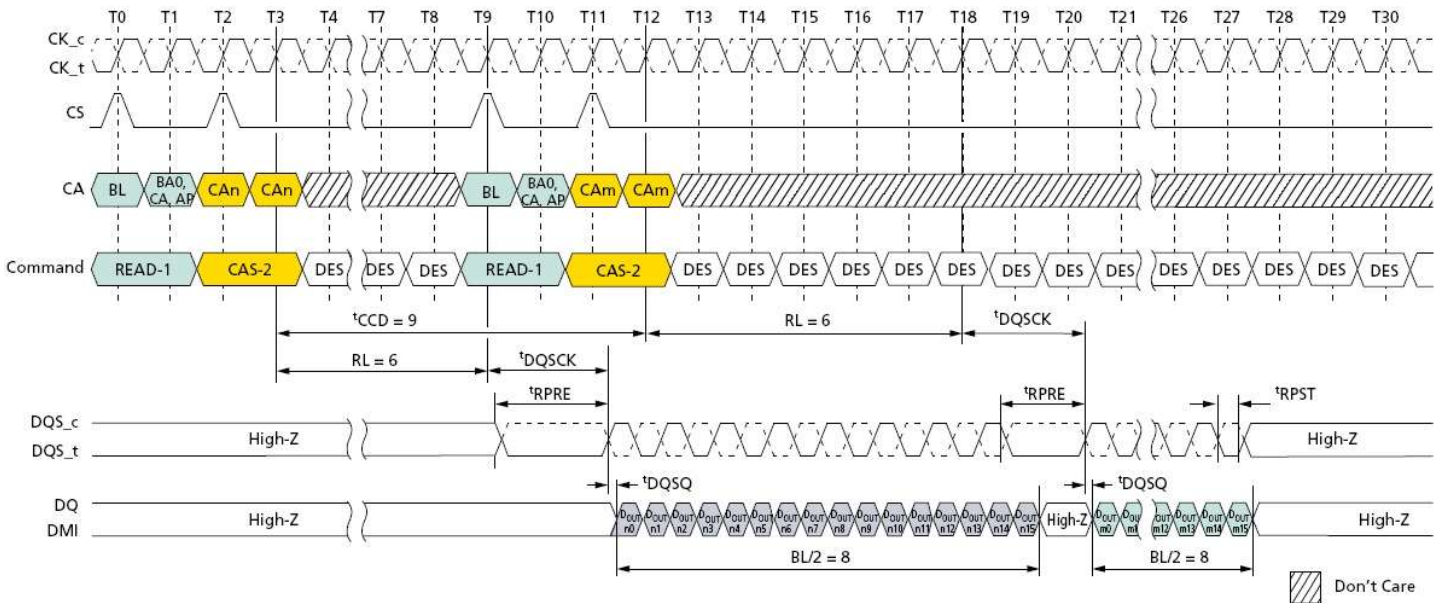 T0 T1 T2 T3 T4 T7 T8 T9 T10 T11 T12 T13 T14 T15 T16 T17 T18 T19 T20 T21 T26 T27 T28 T29 T30
CK_c
CK_t
CS
CA BL BA0, CA, AP CAn CAn BL BA0, CA, AP CAm CAm
Command READ-1 CAS-2 DES DES DES READ-1 CAS-2 DES DES DES DES DES DES DES DES DES DES DES DES DES DES
tCCD = 9 RL = 6 tDQSCK
RL = 6 tDQSCK
tRPRE tRPRE tRPST
DQS_c
DQS_t High-Z High-Z
tDQSQ tDQSQ
DQ
DMI High-Z DOUT n0 DOUT n1 DOUT n2 DOUT n3 DOUT n4 DOUT n5 DOUT n6 DOUT n7 DOUT n8 DOUT n9 DOUT n10 DOUT n11 DOUT n12 DOUT n13 DOUT n14 DOUT n15 High-Z DOUT m0 DOUT m1 OUT m12 DOUT m13 DOUT m14 DOUT m15 High-Z
BL/2 = 8 BL/2 = 8
Don't Care